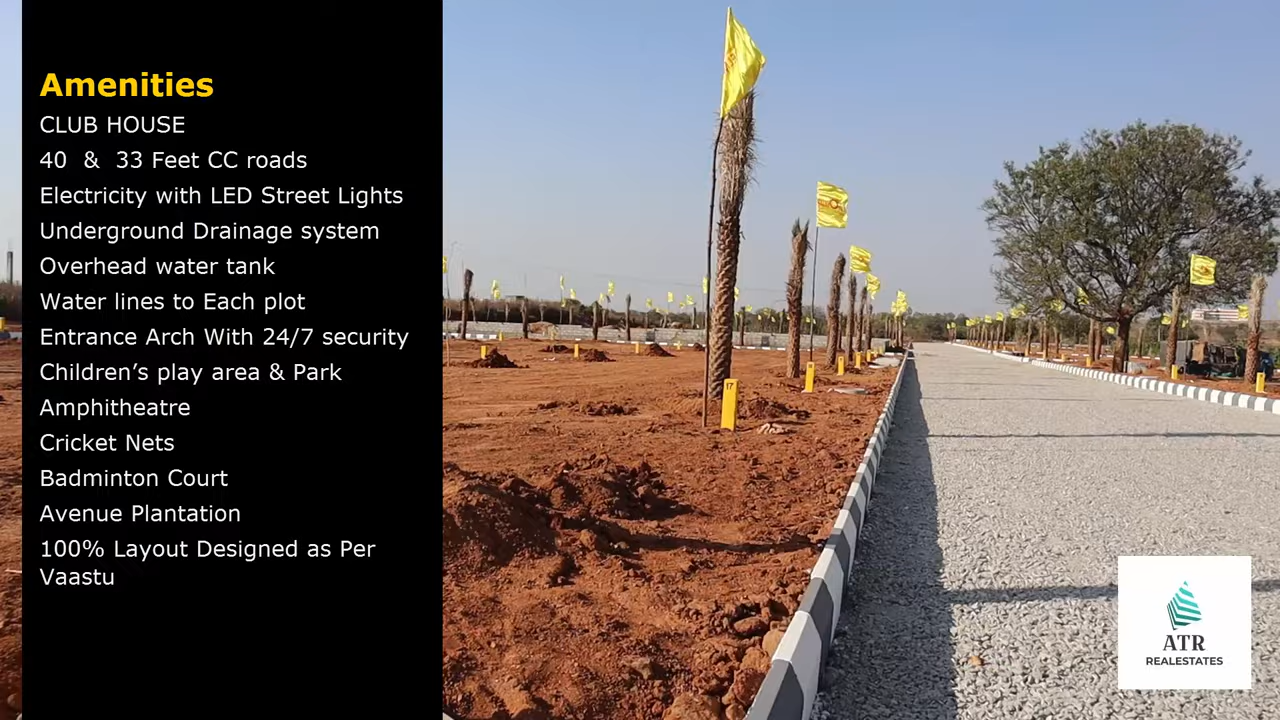 Amenities
CLUB HOUSE
40 & 33 Feet CC roads
Electricity with LED Street Lights
Underground Drainage system
Overhead water tank
Water lines to Each plot
Entrance Arch With 24/7 security
Children’s play area & Park
Amphitheatre
Cricket Nets
Badminton Court
Avenue Plantation
100% Layout Designed as Per
Vaastu
17
ATR
REALESTATES